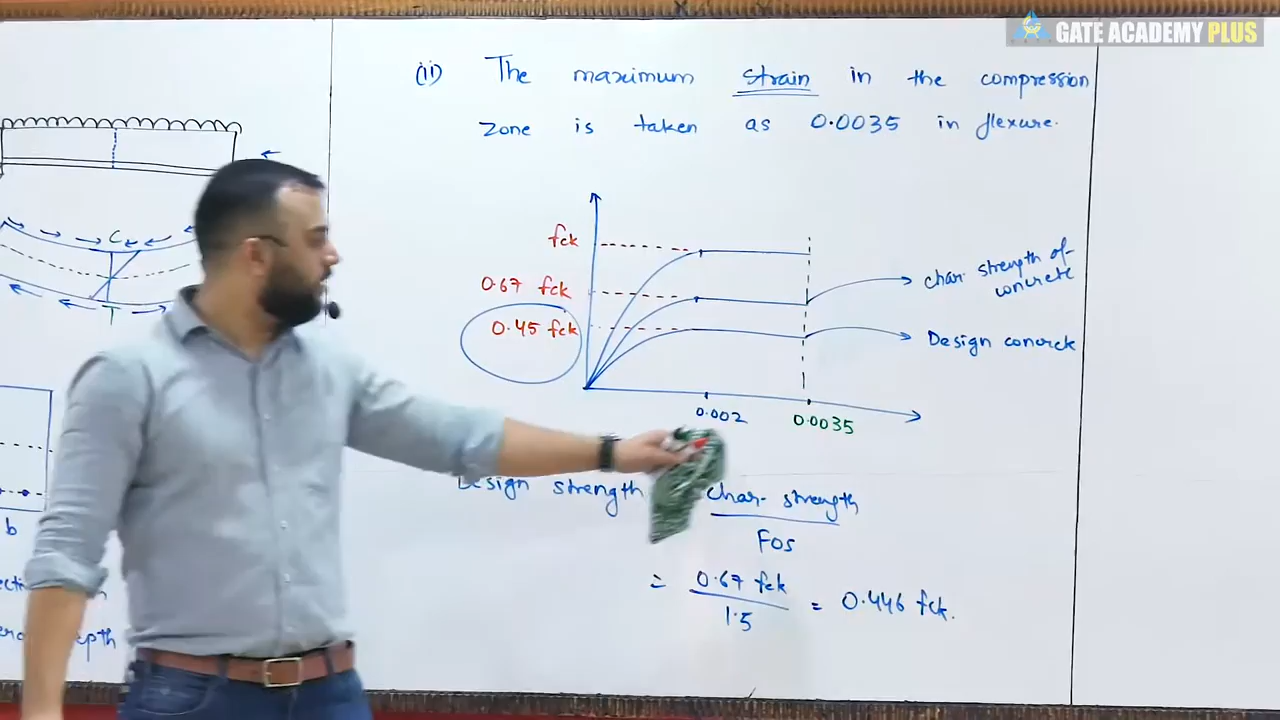 GATE ACADEMY PLUS
(ii) The maximum strain in the compression
zone is taken as 0.0035 in flexure.
C
T
b
fck
0.67 fck
0.45 fck
char strength of
concrete
Design concrete
0.002
0.0035
Design strength
char. strength
FOS
= 0.67 fck
1.5
= 0.446 fck.